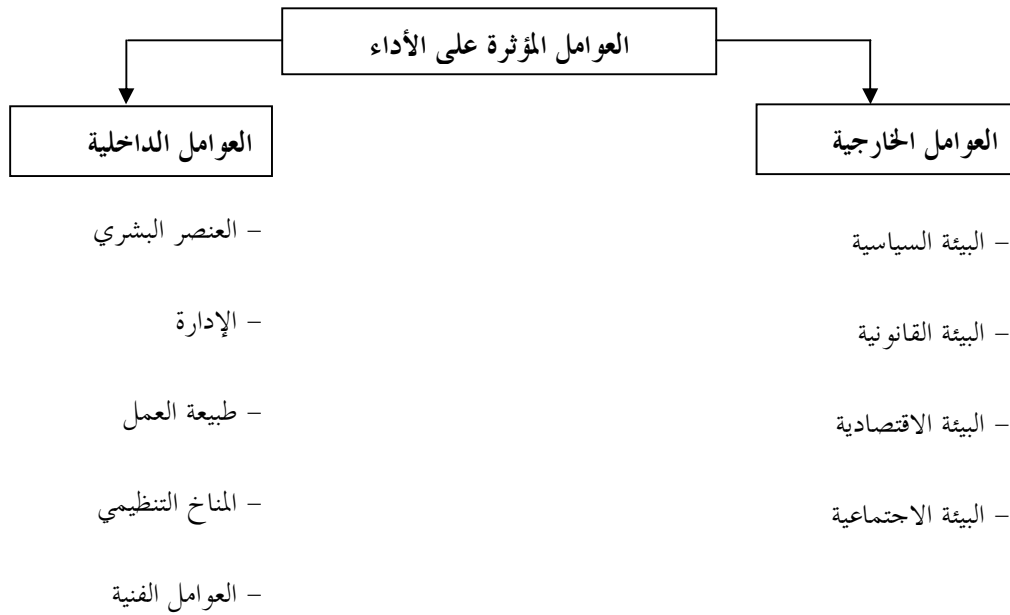 العوامل المؤثرة على الأداء
العوامل الخارجية
– البيئة السياسية
– البيئة القانونية
– البيئة الاقتصادية
– البيئة الاجتماعية
العوامل الداخلية
– العنصر البشري
– الإدارة
– طبيعة العمل
– المناخ التنظيمي
– العوامل الفنية